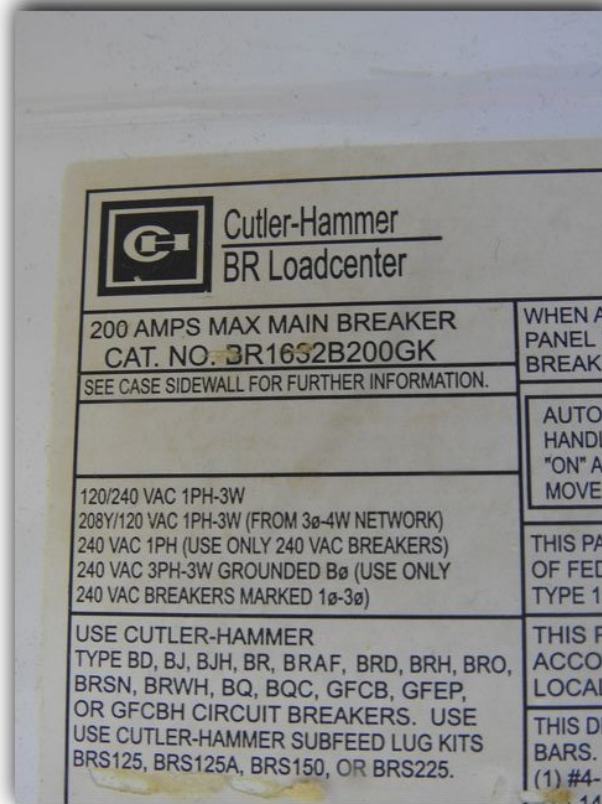 Cutler-Hammer
BR Loadcenter
200 AMPS MAX MAIN BREAKER
CAT. NO. BR1632B200GK
SEE CASE SIDEWALL FOR FURTHER INFORMATION.
120/240 VAC 1PH-3W
208Y/120 VAC 1PH-3W (FROM 3ø-4W NETWORK)
240 VAC 1PH (USE ONLY 240 VAC BREAKERS)
240 VAC 3PH-3W GROUNDED Bø (USE ONLY
240 VAC BREAKERS MARKED 1ø-3ø)
USE CUTLER-HAMMER
TYPE BD, BJ, BJH, BR, BRAF, BRD, BRH, BRO,
BRSN, BRWH, BQ, BQC, GFCB, GFEP,
OR GFCBH CIRCUIT BREAKERS. USE
USE CUTLER-HAMMER SUBFEED LUG KITS
BRS125, BRS125A, BRS150, OR BRS225.
WHEN A
PANEL
BREAK
AUTO
HANDL
"ON" A
MOVE
THIS PA
OF FED
TYPE 1
THIS P
ACCO
LOCAL
THIS DI
BARS.
(1) #4-